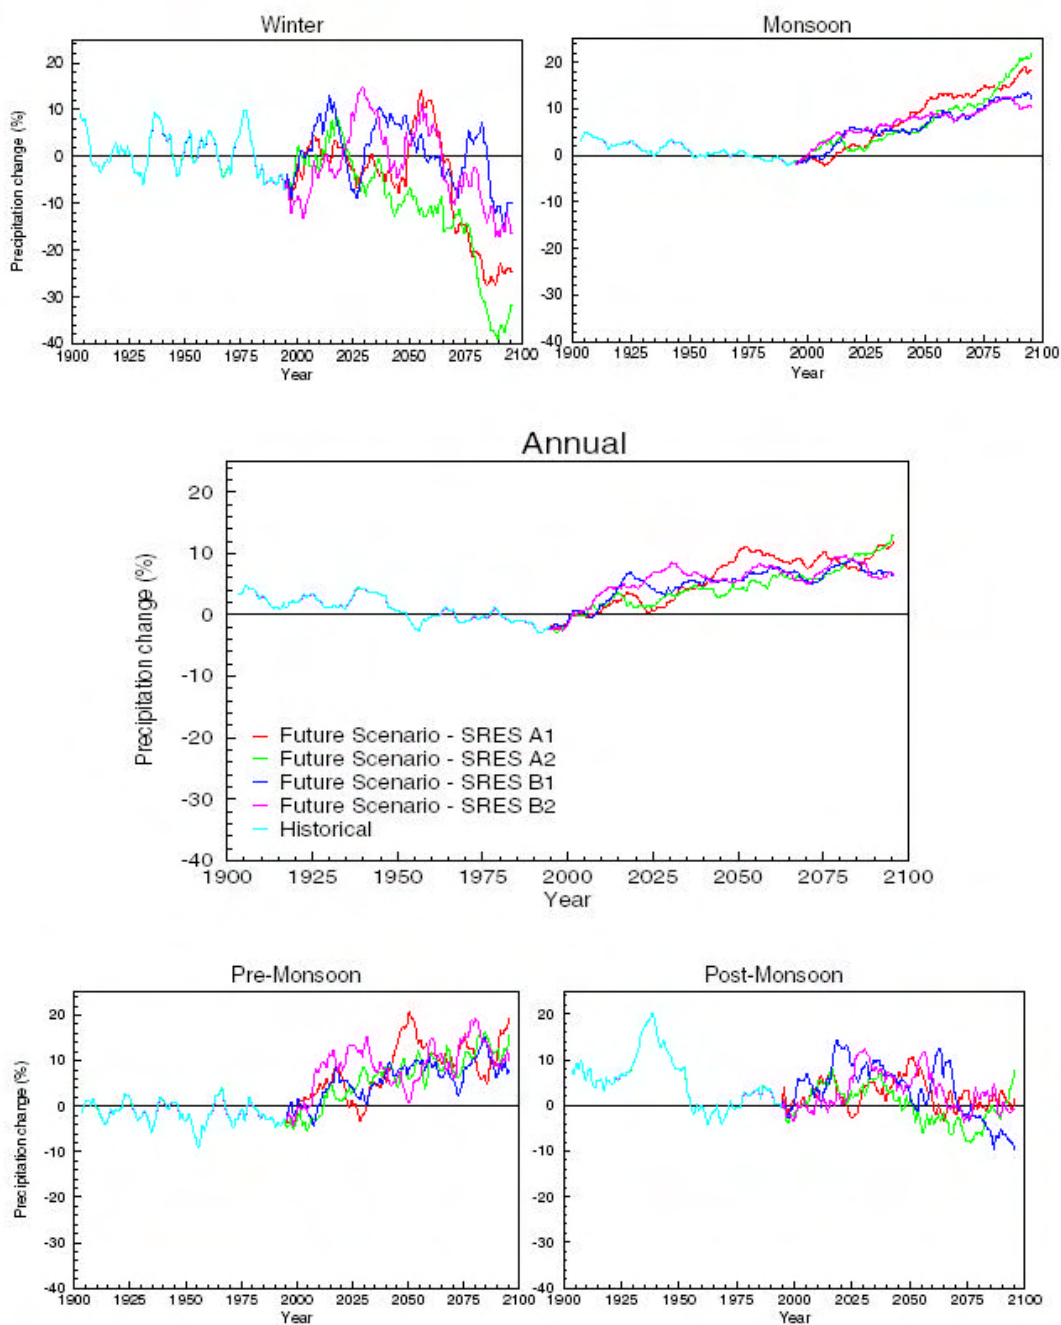 Winter
Precipitation change (%)
20
10
0
-10
-20
-30
-40
1900 1925 1950 1975 2000 2025 2050 2075 2100
Year
Monsoon
20
10
0
-10
-20
-30
-40
1900 1925 1950 1975 2000 2025 2050 2075 2100
Year
Annual
Precipitation change (%)
20
10
0
-10
-20
-30
-40
Future Scenario - SRES A1
Future Scenario - SRES A2
Future Scenario - SRES B1
Future Scenario - SRES B2
Historical
1900 1925 1950 1975 2000 2025 2050 2075 2100
Year
Pre-Monsoon
Precipitation change (%)
20
10
0
-10
-20
-30
-40
1900 1925 1950 1975 2000 2025 2050 2075 2100
Year
Post-Monsoon
20
10
0
-10
-20
-30
-40
1900 1925 1950 1975 2000 2025 2050 2075 2100
Year